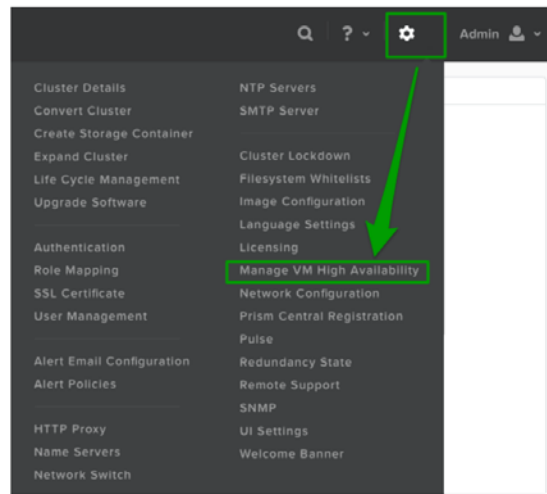 ? Admin
Cluster Details
Convert Cluster
Create Storage Container
Expand Cluster
Life Cycle Management
Upgrade Software
Authentication
Role Mapping
SSL Certificate
User Management
Alert Email Configuration
Alert Policies
HTTP Proxy
Name Servers
Network Switch
NTP Servers
SMTP Server
Cluster Lockdown
Filesystem Whitelists
Image Configuration
Language Settings
Licensing
Manage VM High Availability
Network Configuration
Prism Central Registration
Pulse
Redundancy State
Remote Support
SNMP
UI Settings
Welcome Banner